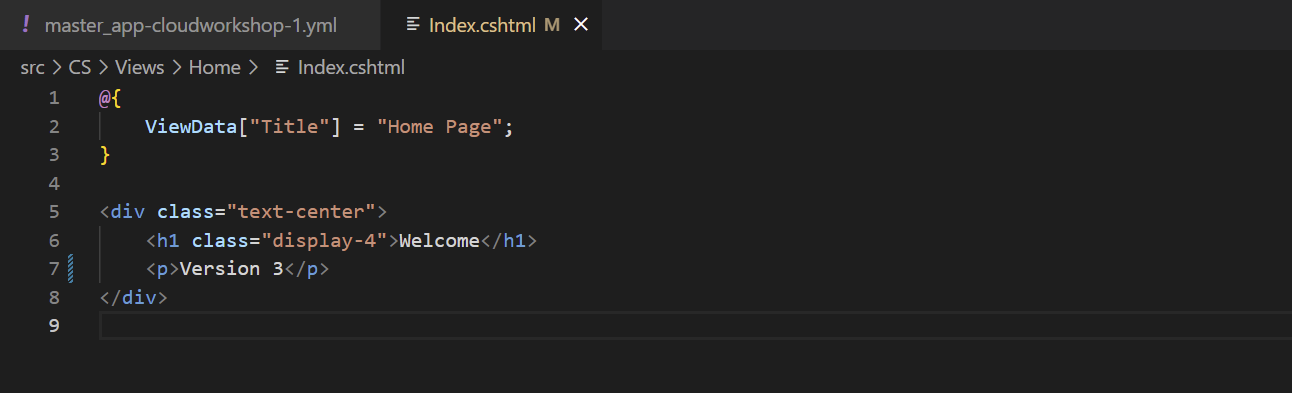 ! master_app-cloudworkshop-1.yml Index.cshtml M
src > CS > Views > Home > Index.cshtml
1 @{
2     ViewData["Title"] = "Home Page";
3 }
4
5 <div class="text-center">
6     <h1 class="display-4">Welcome</h1>
7     <p>Version 3</p>
8 </div>
9